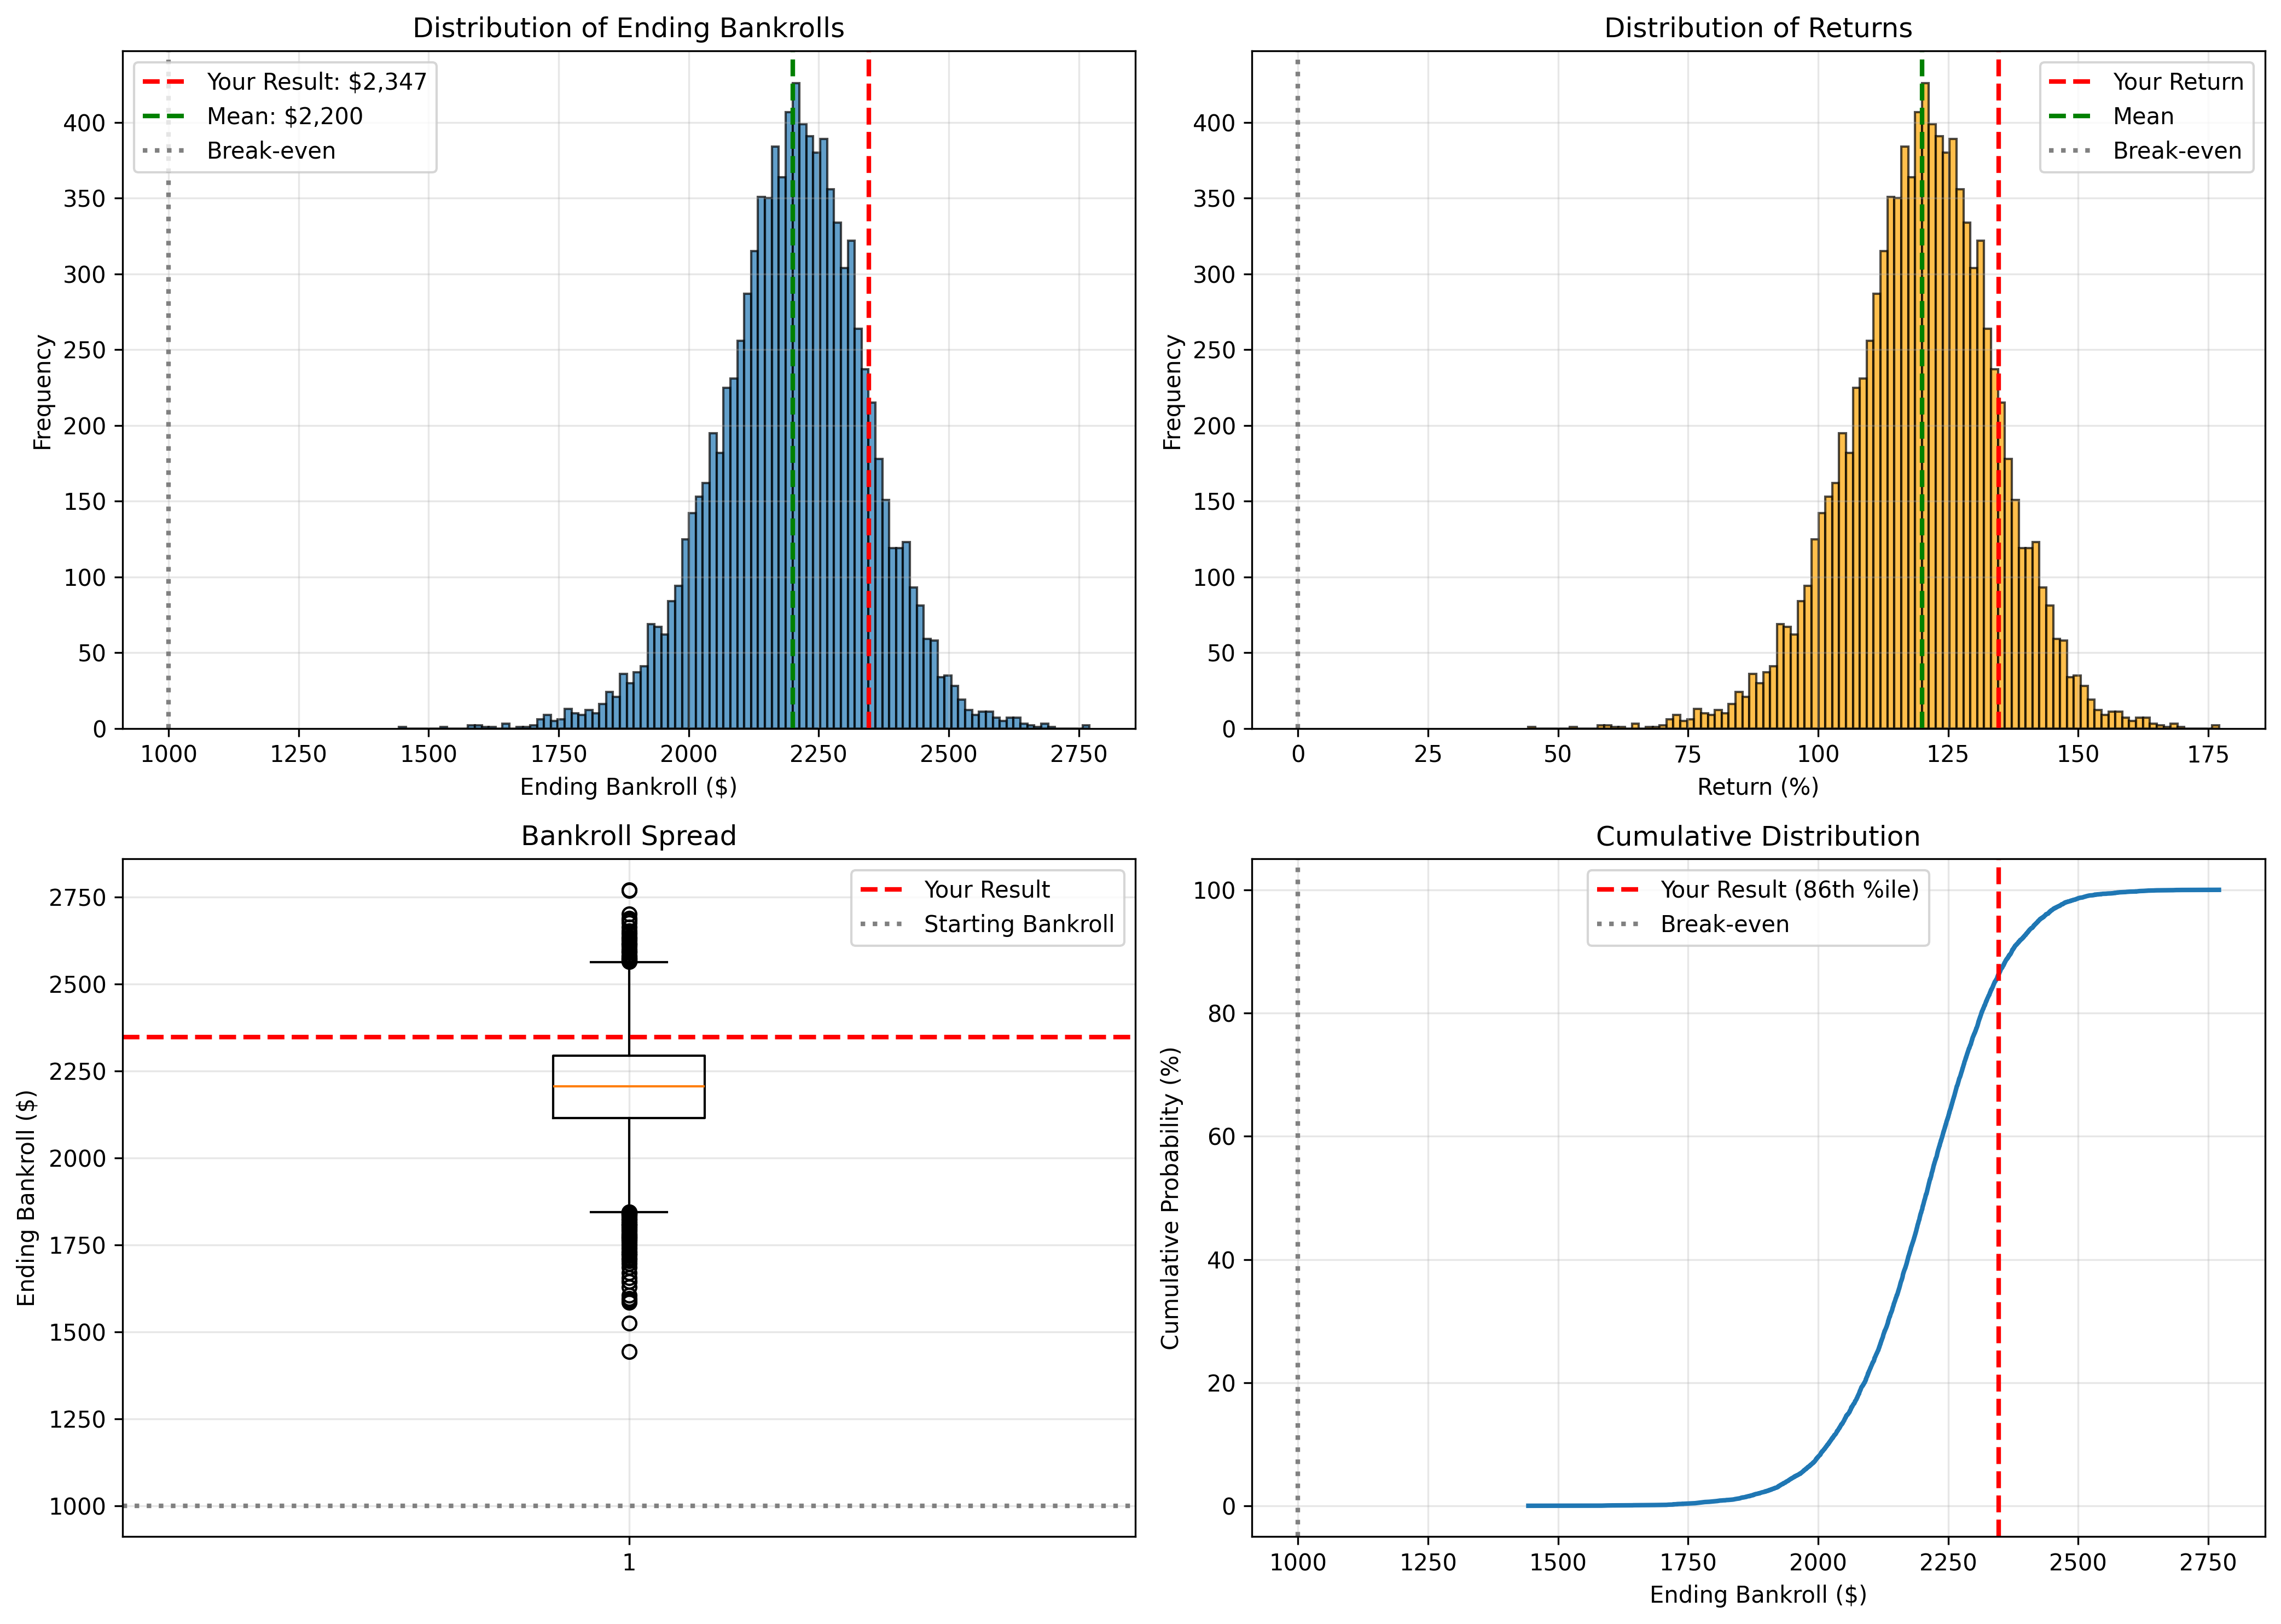 Distribution of Ending Bankrolls
Your Result: $2,347
Mean: $2,200
Break-even
Frequency
400
350
300
250
200
150
100
50
0
1000 1250 1500 1750 2000 2250 2500 2750
Ending Bankroll ($)
Distribution of Returns
Your Return
Mean
Break-even
Frequency
400
350
300
250
200
150
100
50
0
0 25 50 75 100 125 150 175
Return (%)
Bankroll Spread
Your Result
Starting Bankroll
Ending Bankroll ($)
2750
2500
2250
2000
1750
1500
1250
1000
1
Cumulative Distribution
Your Result (86th %ile)
Break-even
Cumulative Probability (%)
100
80
60
40
20
0
1000 1250 1500 1750 2000 2250 2500 2750
Ending Bankroll ($)